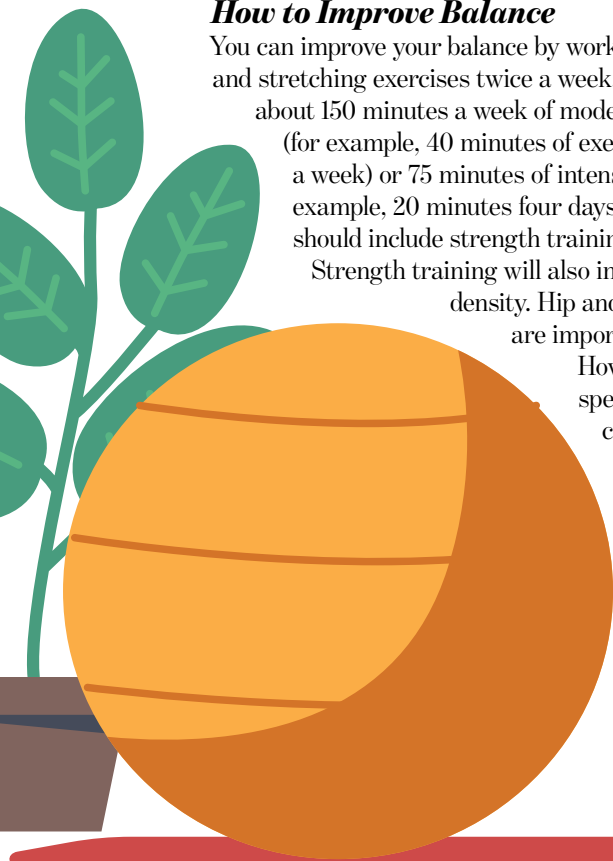 How to Improve Balance
You can improve your balance by work
and stretching exercises twice a week
about 150 minutes a week of mode
(for example, 40 minutes of exe
a week) or 75 minutes of intens
example, 20 minutes four days
should include strength trainin
Strength training will also in
density. Hip and
are impor
How
spe
c